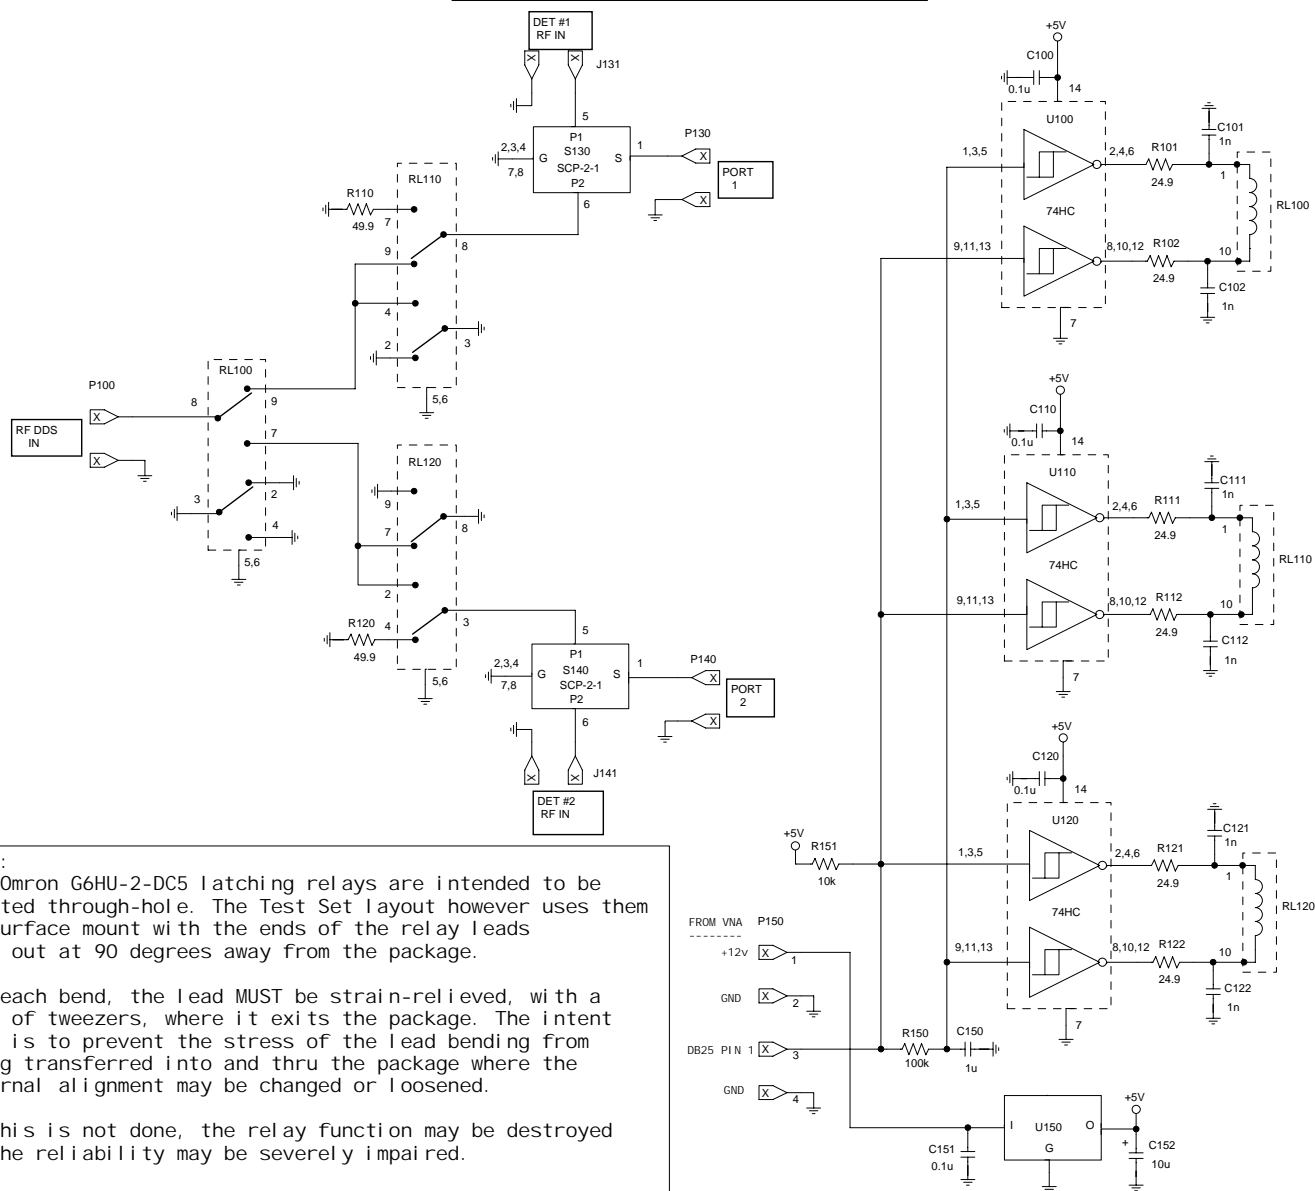 DET #1
RF IN
X
X
J131
5
P1
S130
SCP-2-1
P2
G
S
2,3,4
7,8
1
6
P130
X
X
PORT
1
RL110
R110
49.9
7
9
8
4
2
3
5,6
RL100
P100
X
X
RF DDS
IN
8
9
7
3
2
4
5,6
RL120
9
7
8
2
4
3
R120
49.9
5,6
5
P1
S140
SCP-2-1
P2
G
S
2,3,4
7,8
1
6
P140
X
X
PORT
2
X
X
J141
DET #2
RF IN
+5V
C100
0.1u
14
U100
1,3,5
2,4,6
R101
24.9
C101
1n
1
RL100
74HC
9,11,13
8,10,12
R102
24.9
10
C102
1n
7
+5V
C110
0.1u
14
U110
1,3,5
2,4,6
R111
24.9
C111
1n
1
RL110
74HC
9,11,13
8,10,12
R112
24.9
10
C112
1n
7
+5V
C120
0.1u
14
U120
1,3,5
2,4,6
R121
24.9
C121
1n
1
RL120
74HC
9,11,13
8,10,12
R122
24.9
10
C122
1n
7
+5V
R151
10k
FROM VNA
P150
+12v
X
1
GND
X
2
DB25 PIN 1
X
3
GND
X
4
R150
100k
C150
1u
C151
0.1u
I
U150
O
G
+5V
+
C152
10u
:
Omron G6HU-2-DC5 latching relays are intended to be
ted through-hole. The Test Set layout however uses them
urface mount with the ends of the relay leads
out at 90 degrees away from the package.
each bend, the lead MUST be strain-relieved, with a
of tweezers, where it exits the package. The intent
is to prevent the stress of the lead bending from
g transferred into and thru the package where the
rnal alignment may be changed or loosened.
his is not done, the relay function may be destroyed
he reliability may be severely impaired.